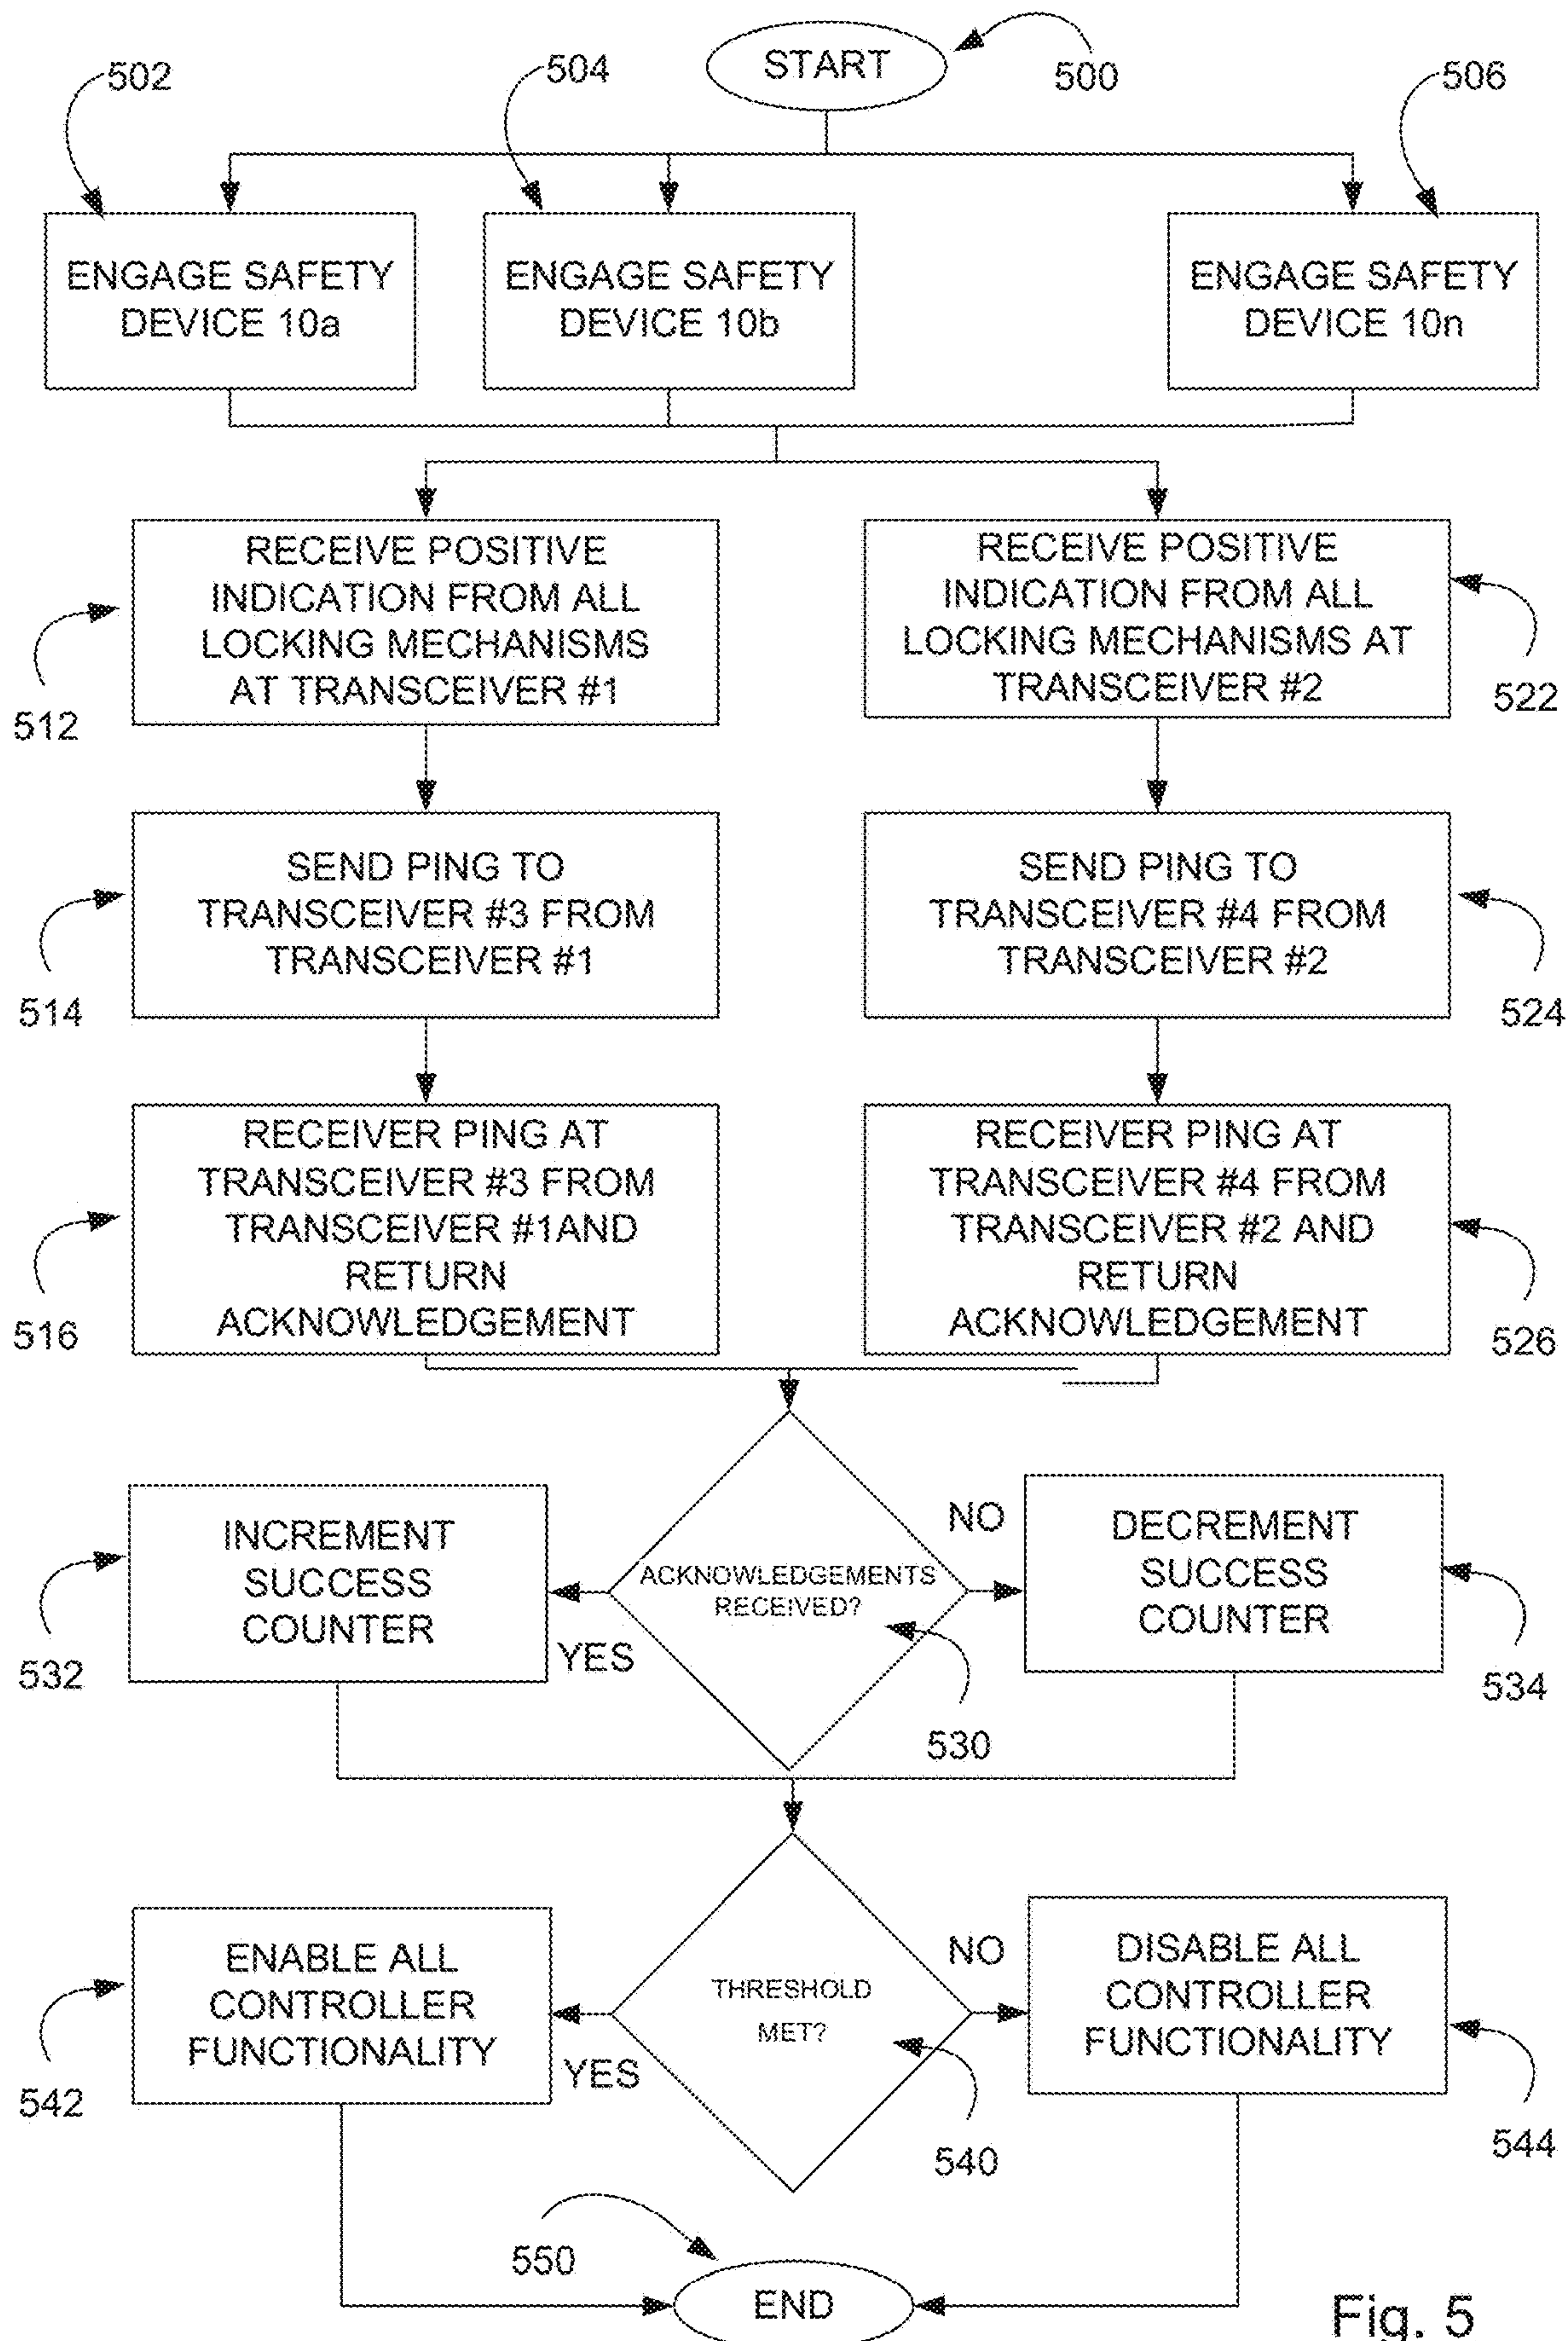 START
500
502
504
506
ENGAGE SAFETY
DEVICE 10a
ENGAGE SAFETY
DEVICE 10b
ENGAGE SAFETY
DEVICE 10n
RECEIVE POSITIVE
INDICATION FROM ALL
LOCKING MECHANISMS
AT TRANSCEIVER #1
512
RECEIVE POSITIVE
INDICATION FROM ALL
LOCKING MECHANISMS AT
TRANSCEIVER #2
522
SEND PING TO
TRANSCEIVER #3 FROM
TRANSCEIVER #1
514
SEND PING TO
TRANSCEIVER #4 FROM
TRANSCEIVER #2
524
RECEIVER PING AT
TRANSCEIVER #3 FROM
TRANSCEIVER #1AND
RETURN
ACKNOWLEDGEMENT
516
RECEIVER PING AT
TRANSCEIVER #4 FROM
TRANSCEIVER #2 AND
RETURN
ACKNOWLEDGEMENT
526
INCREMENT
SUCCESS
COUNTER
532
YES
ACKNOWLEDGEMENTS
RECEIVED?
530
NO
DECREMENT
SUCCESS
COUNTER
534
ENABLE ALL
CONTROLLER
FUNCTIONALITY
542
YES
THRESHOLD
MET?
540
NO
DISABLE ALL
CONTROLLER
FUNCTIONALITY
544
550
END
Fig. 5